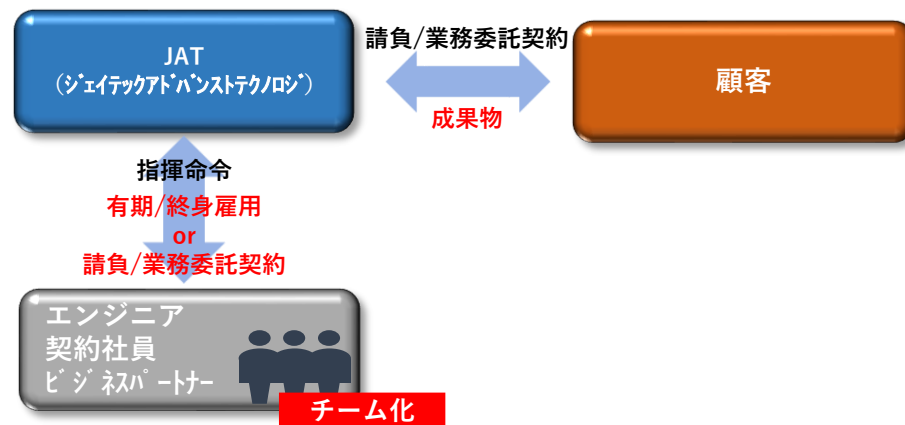 JAT
(ｼﾞｪｲﾃｯｸｱﾄﾞﾊﾞﾝｽﾄﾃｸﾉﾛｼﾞ)
請負/業務委託契約
成果物
顧客
指揮命令
有期/終身雇用
or
請負/業務委託契約
エンジニア
契約社員
ﾋﾞｼﾞﾈｽﾊﾟｰﾄﾅｰ
チーム化